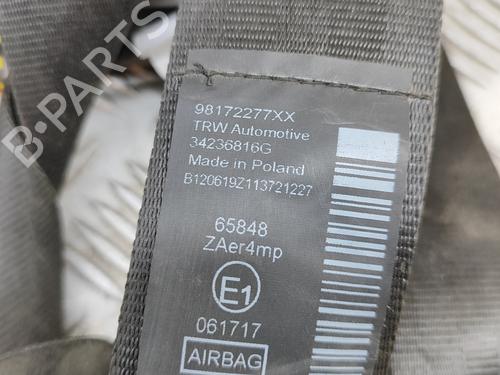 B-PARTS
98172277XX
TRW Automotive
34236816G
Made in Poland
B120619Z113721227
65848
ZAer4mp
E1
061717
AIRBAG